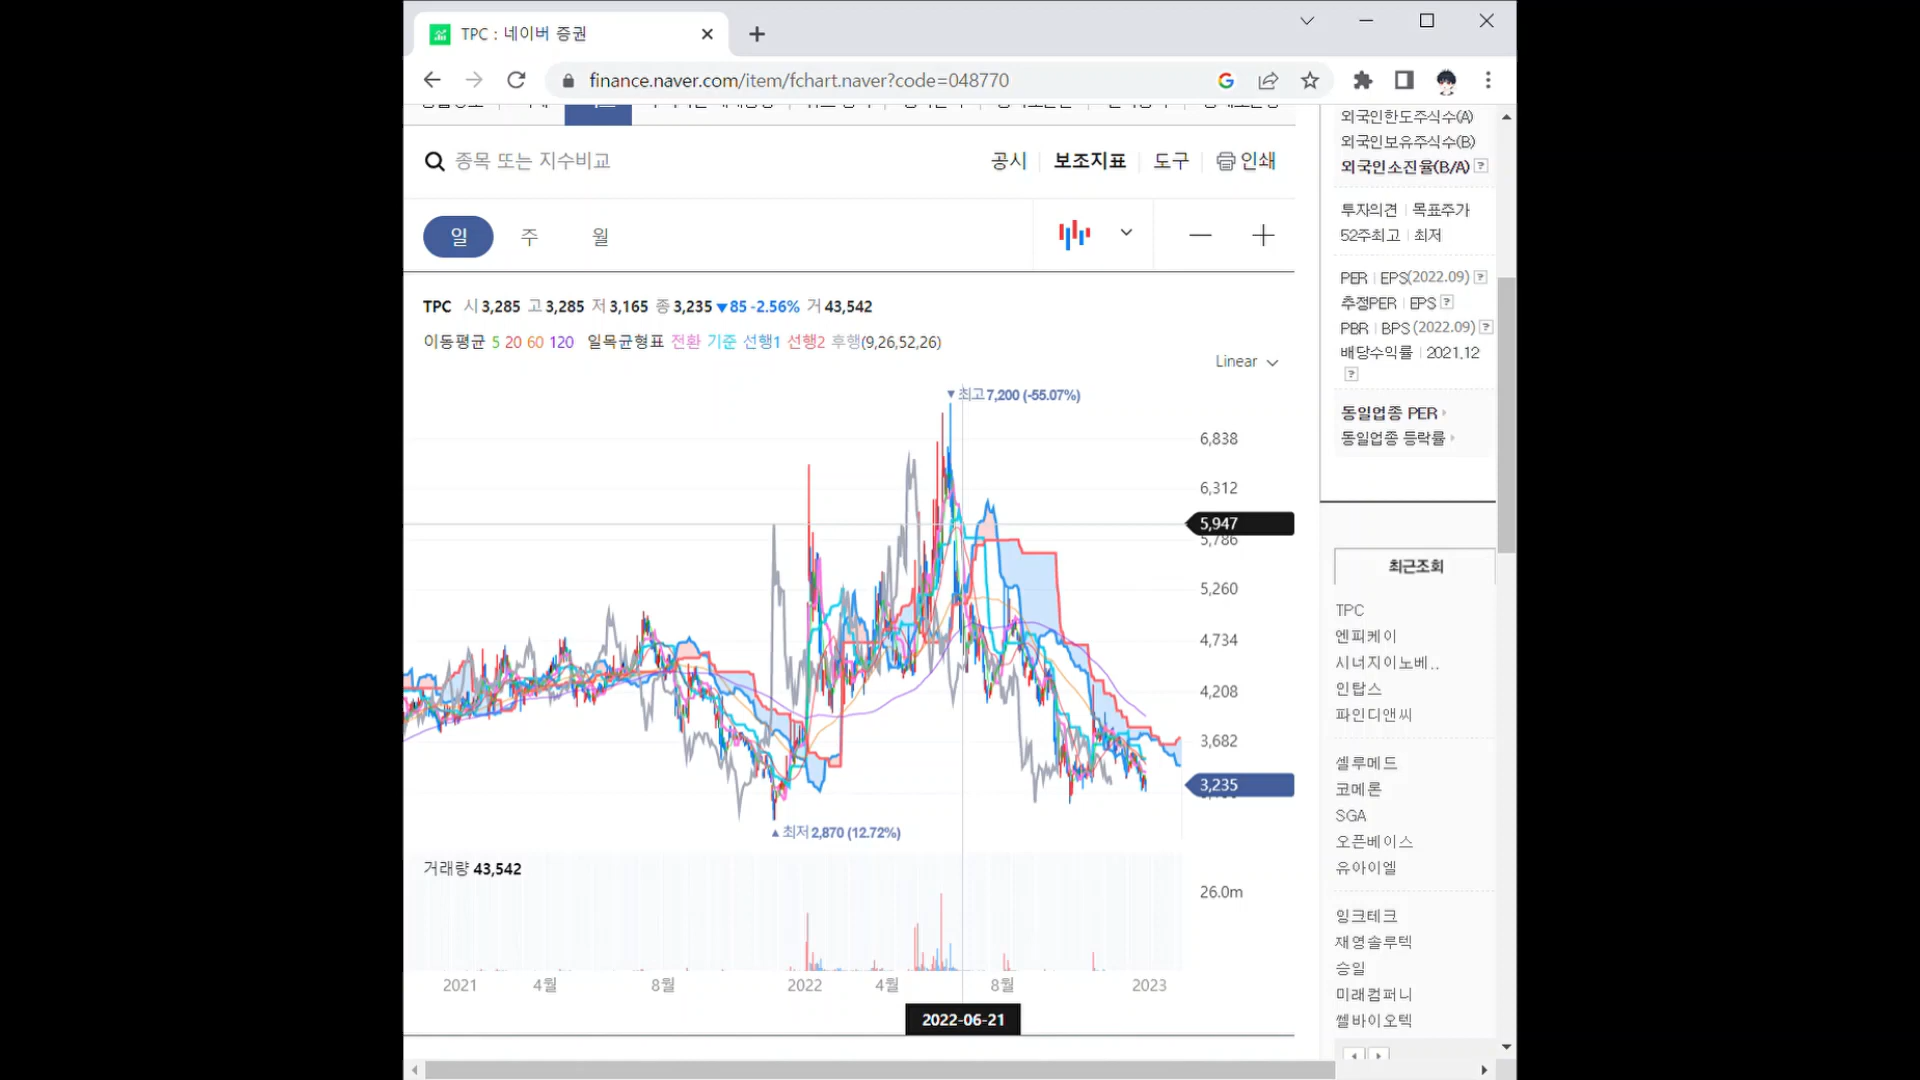 TPC : 네이버 증권
finance.naver.com/item/fchart.naver?code=048770
종목 또는 지수비교
공시 보조지표 도구 인쇄
일 주 월
TPC 시 3,285 고 3,285 저 3,165 종 3,235 ▼85 -2.56% 거 43,542
이동평균 5 20 60 120 일목균형표 전환 기준 선행1 선행2 후행(9,26,52,26)
Linear
▼최고 7,200 (-55.07%)
6,838
6,312
5,947
5,786
5,260
4,734
4,208
3,682
3,235
▲최저 2,870 (12.72%)
거래량 43,542
26.0m
2021 4월 8월 2022 4월 8월 2023
2022-06-21
외국인한도주식수(A)
외국인보유주식수(B)
외국인소진율(B/A) ?
투자의견 | 목표주가
52주최고 | 최저
PER | EPS(2022.09) ?
추정PER | EPS ?
PBR | BPS (2022.09) ?
배당수익률 | 2021.12
?
동일업종 PER
동일업종 등락률
최근조회
TPC
엔피케이
시너지이노베..
인탑스
파인디앤씨
셀루메드
코메론
SGA
오픈베이스
유아이엘
잉크테크
재영솔루텍
승일
미래컴퍼니
쎌바이오텍